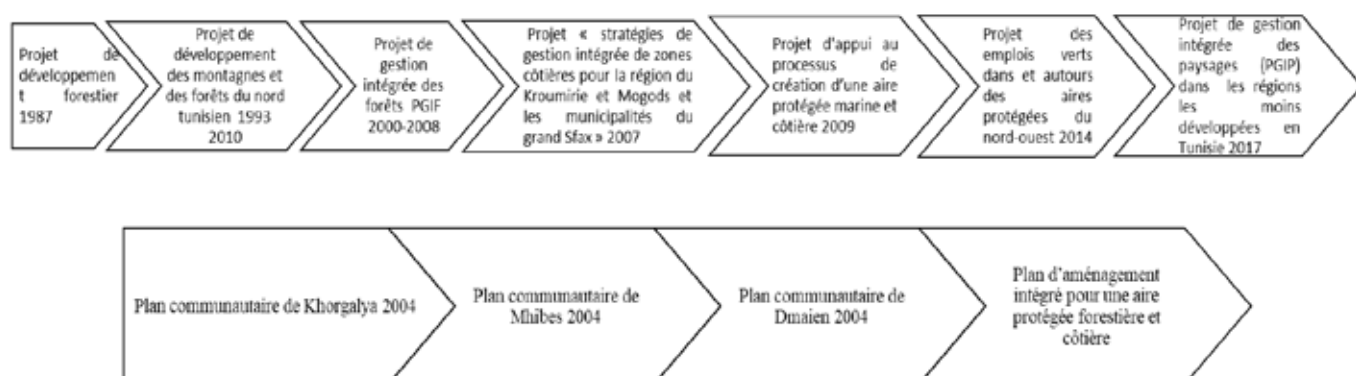 Projet de
développemen
t forestier
1987
Projet de
développement
des montagnes et
des forêts du nord
tunisien 1993
2010
Projet de
gestion
intégrée des
forêts PGIF
2000-2008
Projet « stratégies de
gestion intégrée de zones
côtières pour la région du
Kroumirie et Mogods et
les municipalités du
grand Sfax » 2007
Projet d'appui au
processus de
création d'une aire
protégée marine et
côtière 2009
Projet des
emplois verts
dans et autours
des aires
protégées du
nord-ouest 2014
Projet de gestion
intégrée des
paysages (PGIP)
dans les régions
les moins
développées en
Tunisie 2017
Plan communautaire de Khorgalya 2004
Plan communautaire de
Mhibes 2004
Plan communautaire de
Dmaien 2004
Plan d'aménagement
intégré pour une aire
protégée forestière et
côtière